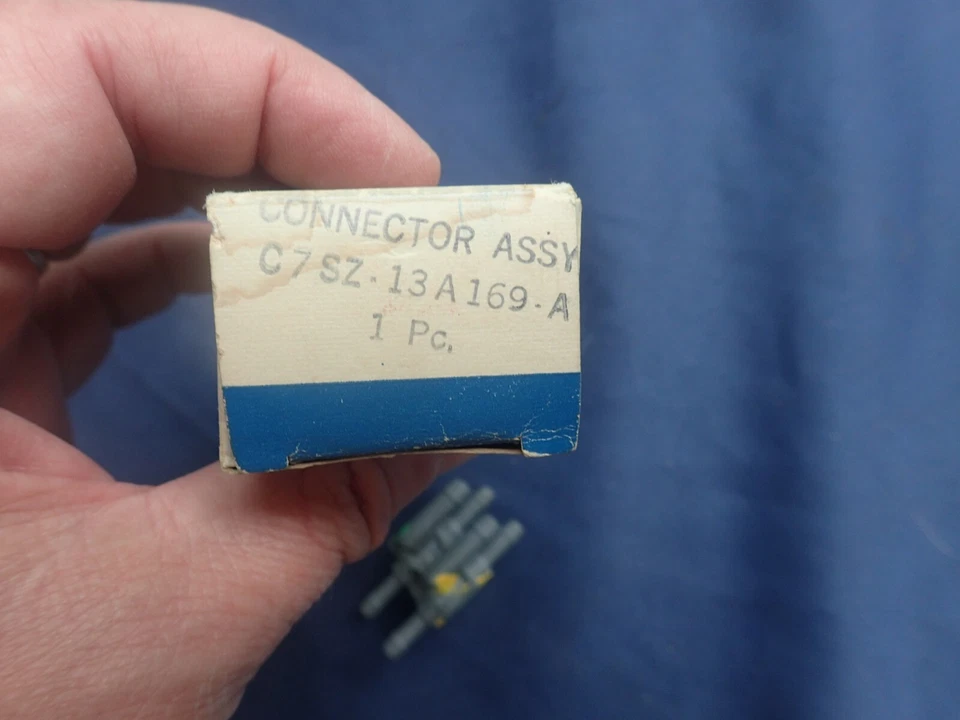 CONNECTOR ASSY
C7SZ-13A169-A
1 Pc.